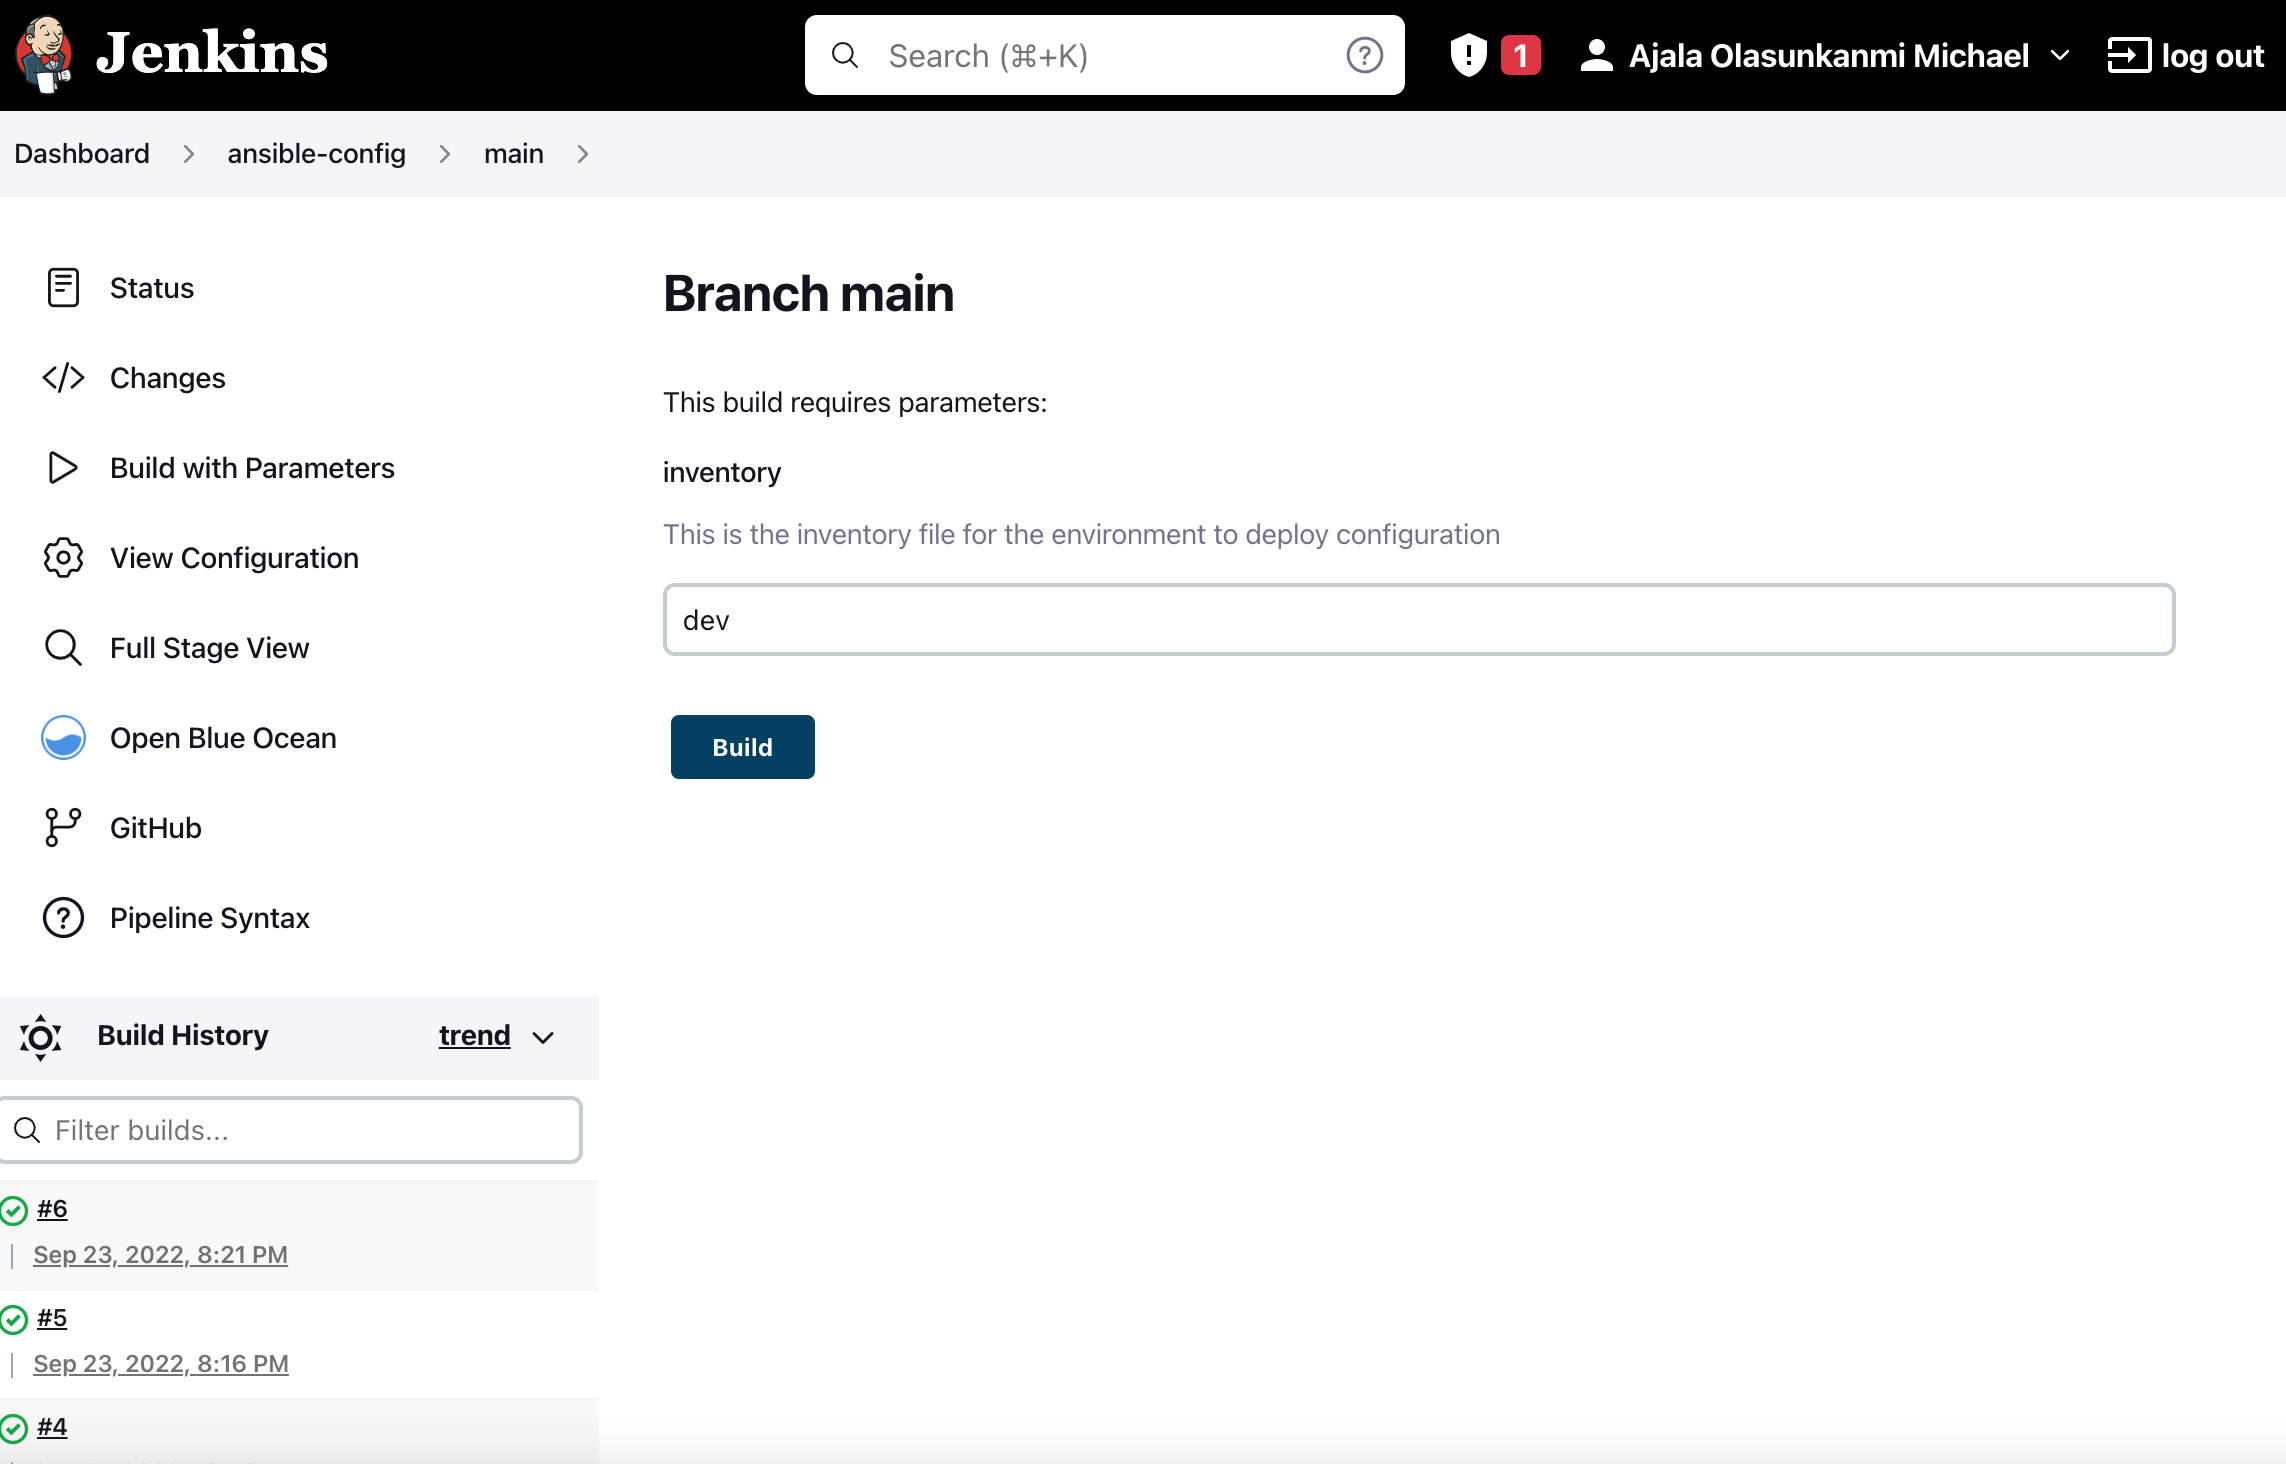 Jenkins
Search (⌘+K)
1
Ajala Olasunkanmi Michael
log out
Dashboard
ansible-config
main
Status
Changes
Build with Parameters
View Configuration
Full Stage View
Open Blue Ocean
GitHub
Pipeline Syntax
Build History
trend
Filter builds...
#6
Sep 23, 2022, 8:21 PM
#5
Sep 23, 2022, 8:16 PM
#4
Branch main
This build requires parameters:
inventory
This is the inventory file for the environment to deploy configuration
dev
Build